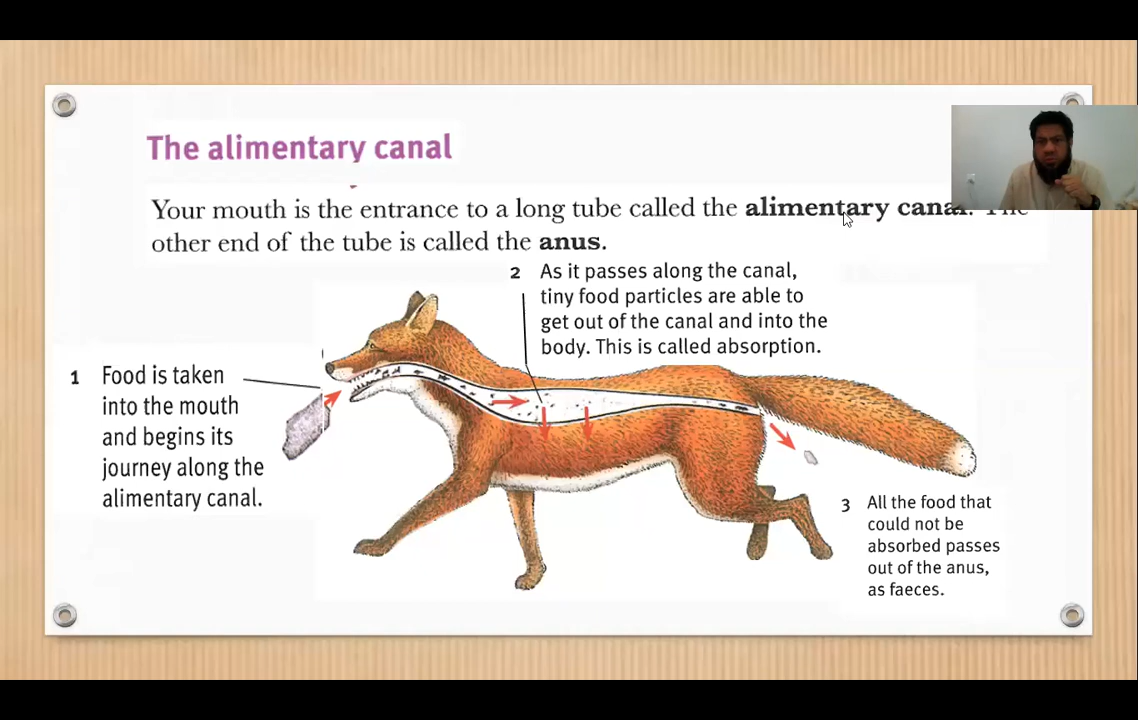 The alimentary canal
Your mouth is the entrance to a long tube called the alimentary canal. The
other end of the tube is called the anus.
2 As it passes along the canal,
tiny food particles are able to
get out of the canal and into the
body. This is called absorption.
1 Food is taken
into the mouth
and begins its
journey along the
alimentary canal.
3 All the food that
could not be
absorbed passes
out of the anus,
as faeces.